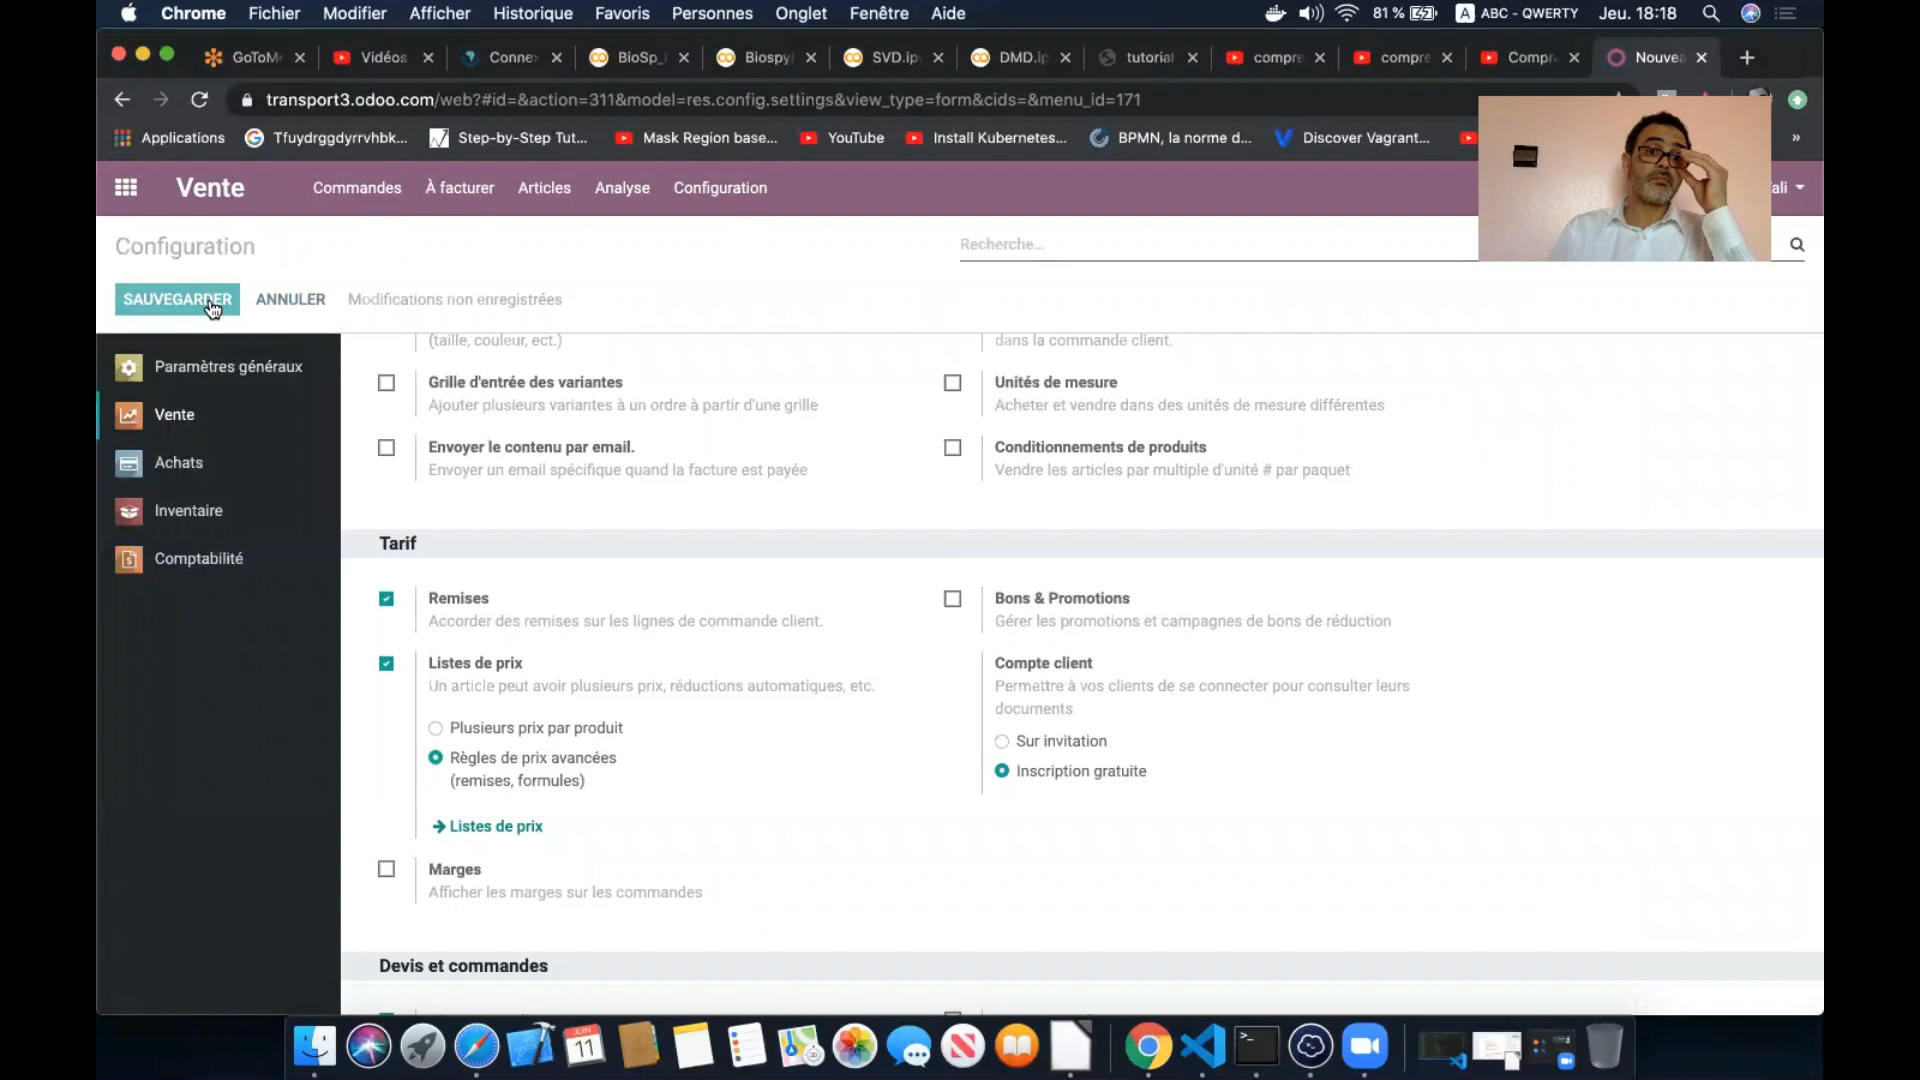 Chrome Fichier Modifier Afficher Historique Favoris Personnes Onglet Fenêtre Aide 81 % A ABC - QWERTY Jeu. 18:18
GoToM Vidéos Conne BioSp_ Biospyi SVD.ip DMD.ip tutorial compre compre Compr Nouvea
transport3.odoo.com/web?#id=&action=311&model=res.config.settings&view_type=form&cids=&menu_id=171
Applications Tfuydrggdyrrvhbk... Step-by-Step Tut... Mask Region base... YouTube Install Kubernetes... BPMN, la norme d... Discover Vagrant... »
Vente Commandes À facturer Articles Analyse Configuration ali
Configuration
Recherche...
SAUVEGARDER ANNULER Modifications non enregistrées
Paramètres généraux
Vente
Achats
Inventaire
Comptabilité
(taille, couleur, ect.)
dans la commande client.
Grille d'entrée des variantes
Ajouter plusieurs variantes à un ordre à partir d'une grille
Unités de mesure
Acheter et vendre dans des unités de mesure différentes
Envoyer le contenu par email.
Envoyer un email spécifique quand la facture est payée
Conditionnements de produits
Vendre les articles par multiple d'unité # par paquet
Tarif
Remises
Accorder des remises sur les lignes de commande client.
Bons & Promotions
Gérer les promotions et campagnes de bons de réduction
Listes de prix
Un article peut avoir plusieurs prix, réductions automatiques, etc.
Plusieurs prix par produit
Règles de prix avancées
(remises, formules)
Listes de prix
Compte client
Permettre à vos clients de se connecter pour consulter leurs
documents
Sur invitation
Inscription gratuite
Marges
Afficher les marges sur les commandes
Devis et commandes
JUIN
11